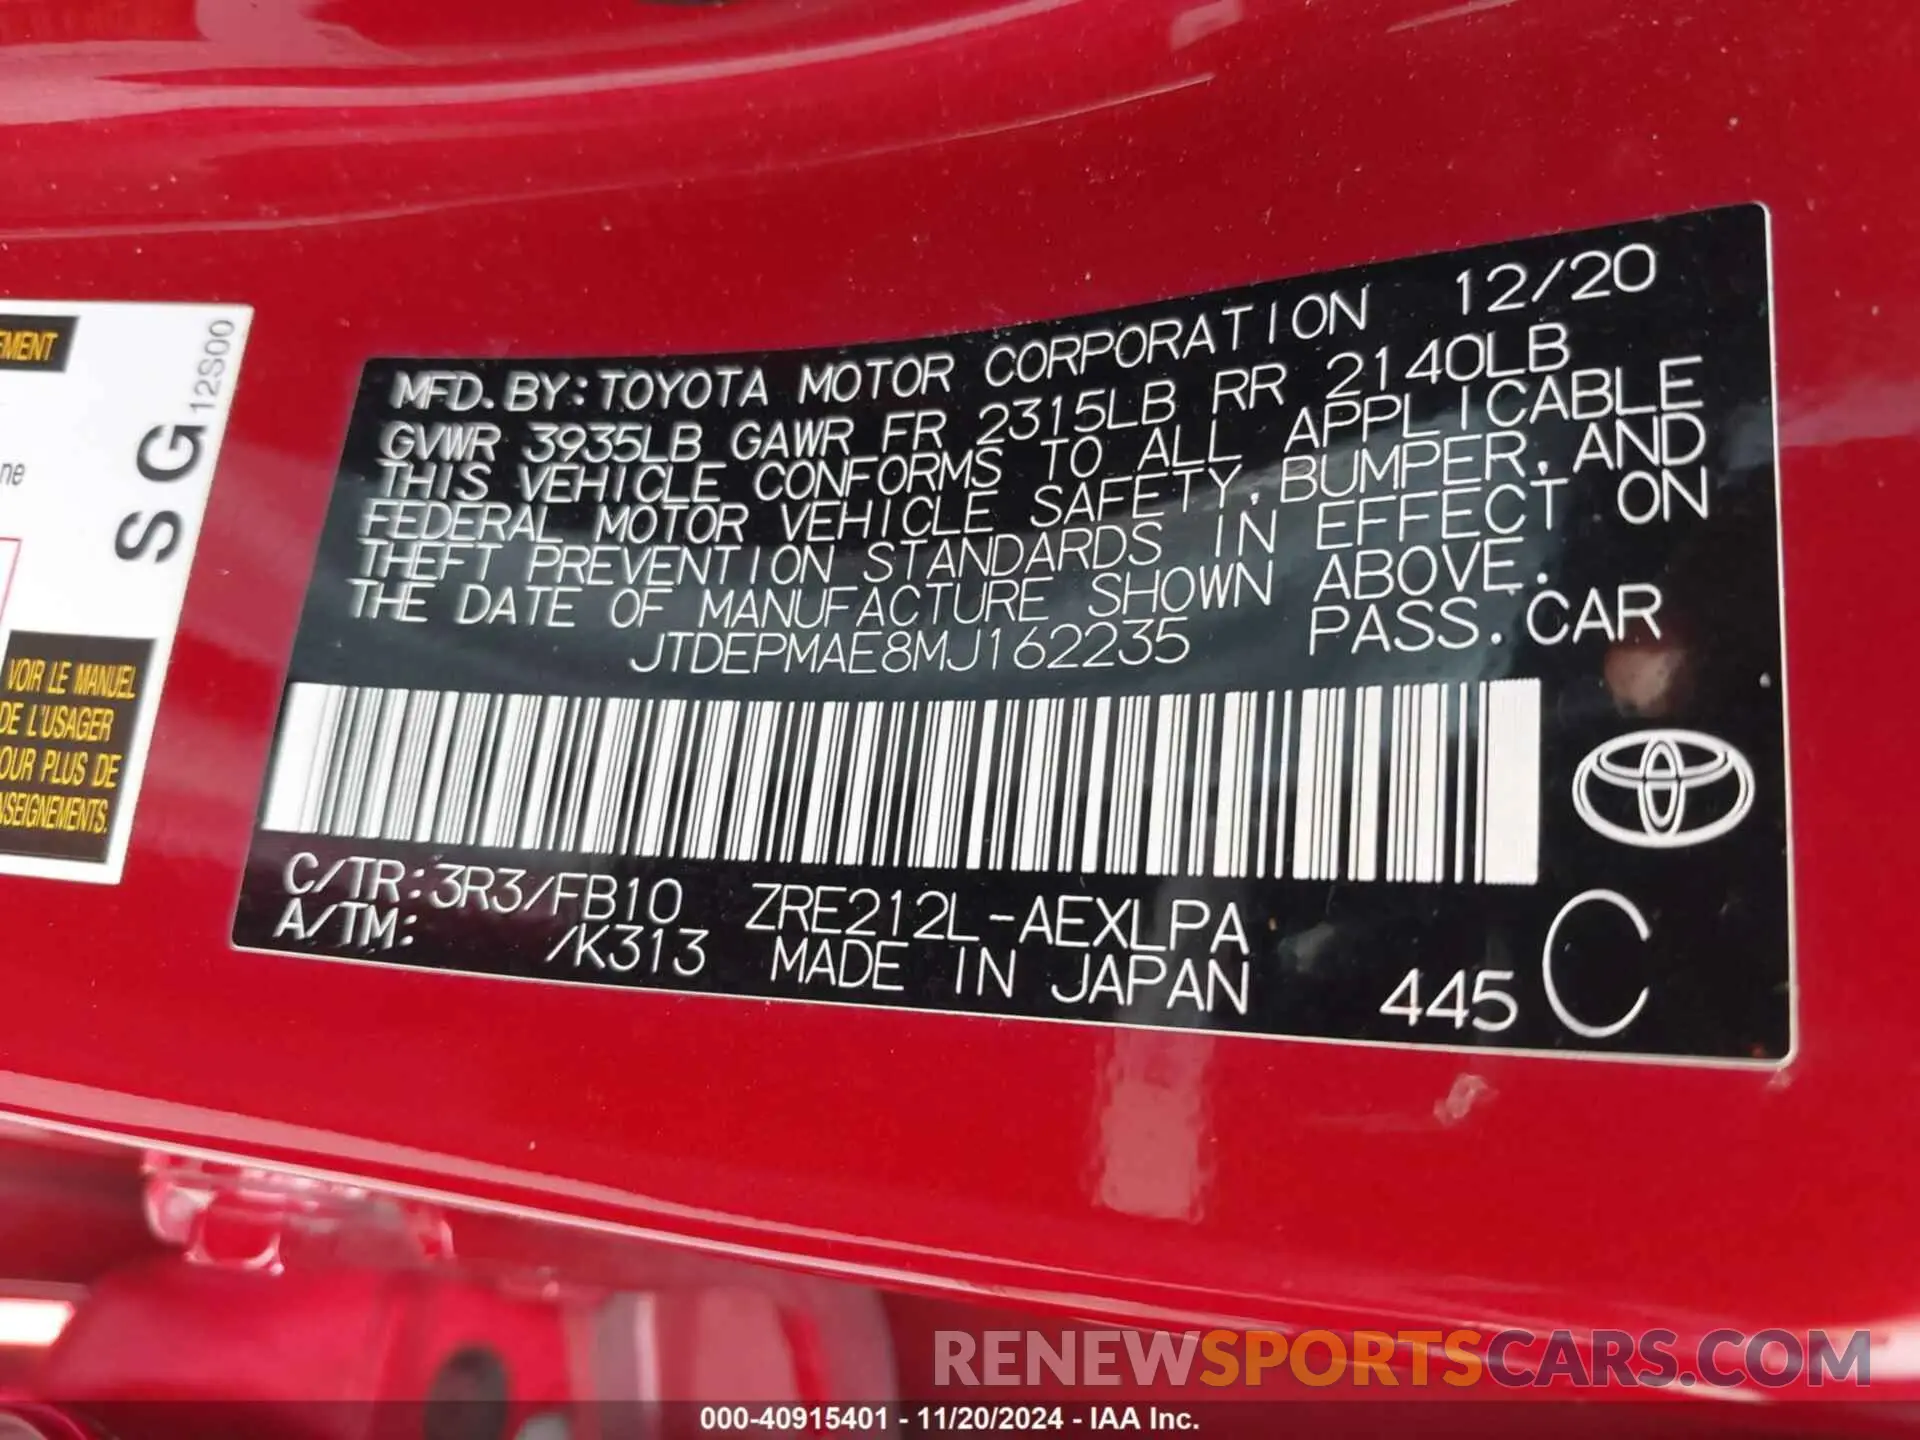 EMENT
12S00
SG
ne
VOIR LE MANUEL
DE L'USAGER
OUR PLUS DE
NSEIGNEMENTS.
MFD. BY: TOYOTA MOTOR CORPORATION 12/20
GVWR 3935LB GAWR FR 2315LB RR 2140LB
THIS VEHICLE CONFORMS TO ALL APPLICABLE
FEDERAL MOTOR VEHICLE SAFETY, BUMPER, AND
THEFT PREVENTION STANDARDS IN EFFECT ON
THE DATE OF MANUFACTURE SHOWN ABOVE.
JTDEPMAE8MJ162235 PASS. CAR
C/TR: 3R3/FB10 ZRE212L-AEXLPA
A/TM: /K313 MADE IN JAPAN 445 C
RENEWSPORTSCARS.COM
000-40915401 - 11/20/2024 - IAA Inc.